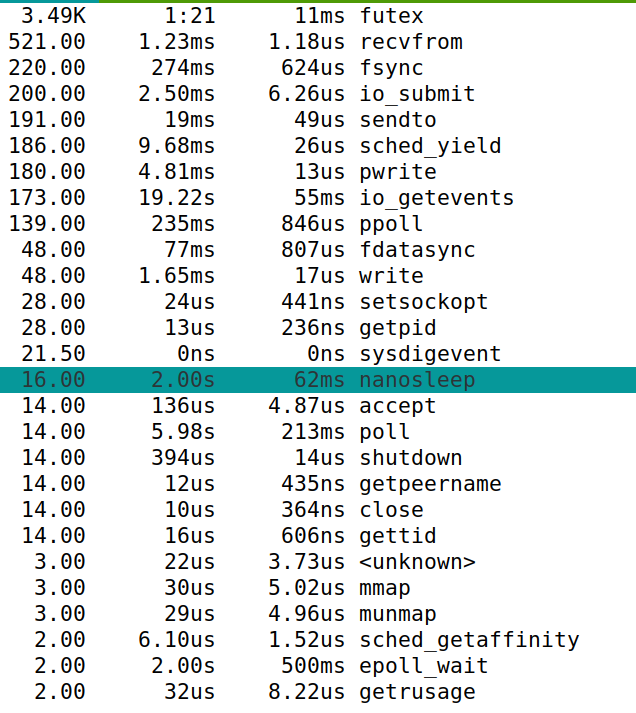 3.49K 1:21 11ms futex
521.00 1.23ms 1.18us recvfrom
220.00 274ms 624us fsync
200.00 2.50ms 6.26us io_submit
191.00 19ms 49us sendto
186.00 9.68ms 26us sched_yield
180.00 4.81ms 13us pwrite
173.00 19.22s 55ms io_getevents
139.00 235ms 846us ppoll
48.00 77ms 807us fdatasync
48.00 1.65ms 17us write
28.00 24us 441ns setsockopt
28.00 13us 236ns getpid
21.50 0ns 0ns sysdigevent
16.00 2.00s 62ms nanosleep
14.00 136us 4.87us accept
14.00 5.98s 213ms poll
14.00 394us 14us shutdown
14.00 12us 435ns getpeername
14.00 10us 364ns close
14.00 16us 606ns gettid
3.00 22us 3.73us <unknown>
3.00 30us 5.02us mmap
3.00 29us 4.96us munmap
2.00 6.10us 1.52us sched_getaffinity
2.00 2.00s 500ms epoll_wait
2.00 32us 8.22us getrusage